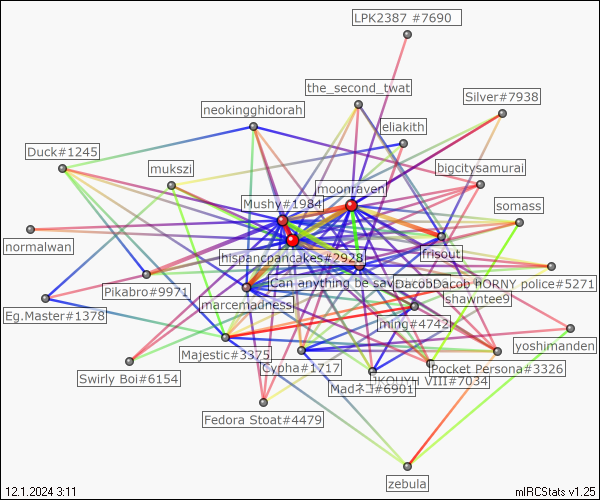 LPK2387 #7690
the_second_twat
Silver#7938
neokingghidorah
eliakith
Duck#1245
mukszi
bigcitysamurai
moonraven
Mushy#1984
somass
normalwan
frisout
hispancpancakes#2928
Can anything be sav
DacobDacob
hORNY police#5271
Pikabro#9971
marcemadness
shawntee9
Eg.Master#1378
ming#4742
yoshimanden
Majestic#3375
Cypha#1717
Pocket Persona#3326
Swirly Boi#6154
Madネコ#6901
VIII#7034
Fedora Stoat#4479
zebula
12.1.2024 3:11
mIRCStats v1.25